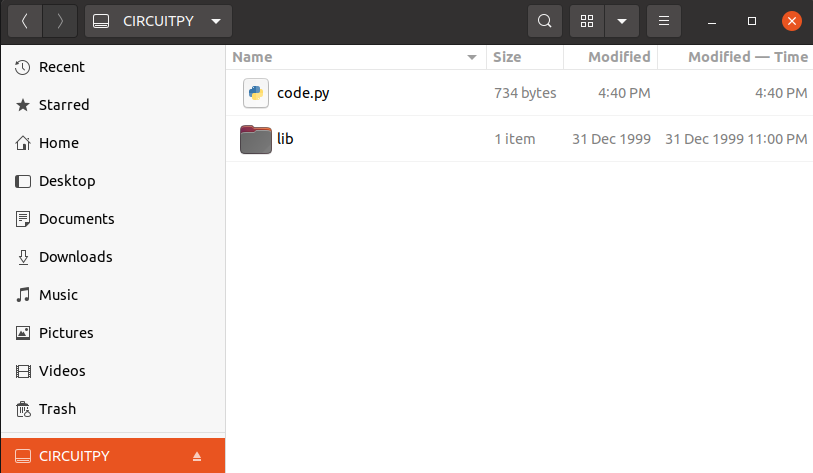 CIRCUITPY
Name Size Modified Modified — Time
code.py 734 bytes 4:40 PM 4:40 PM
lib 1 item 31 Dec 1999 31 Dec 1999 11:00 PM
Recent
Starred
Home
Desktop
Documents
Downloads
Music
Pictures
Videos
Trash
CIRCUITPY